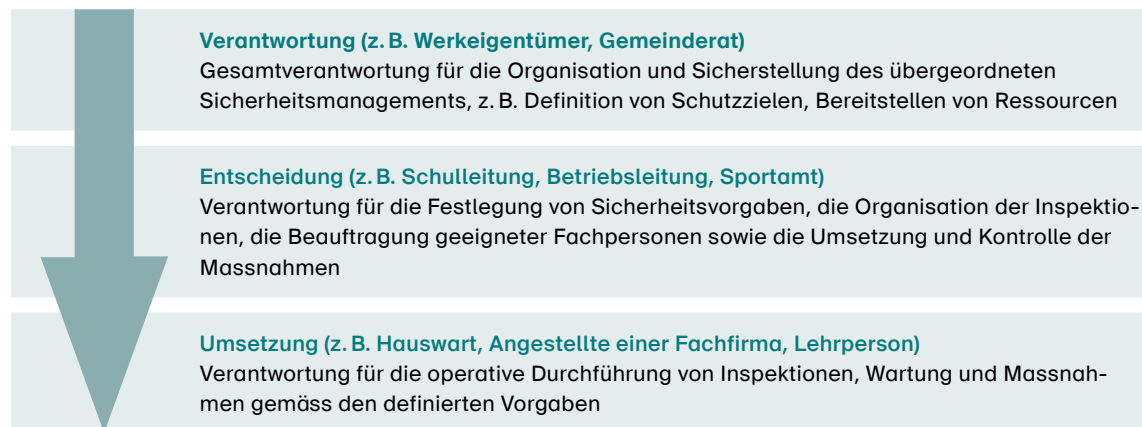 Verantwortung (z. B. Werkeigentümer, Gemeinderat)
Gesamtverantwortung für die Organisation und Sicherstellung des übergeordneten
Sicherheitsmanagements, z. B. Definition von Schutzzielen, Bereitstellen von Ressourcen
Entscheidung (z. B. Schulleitung, Betriebsleitung, Sportamt)
Verantwortung für die Festlegung von Sicherheitsvorgaben, die Organisation der Inspektio-
nen, die Beauftragung geeigneter Fachpersonen sowie die Umsetzung und Kontrolle der
Massnahmen
Umsetzung (z. B. Hauswart, Angestellte einer Fachfirma, Lehrperson)
Verantwortung für die operative Durchführung von Inspektionen, Wartung und Massnah-
men gemäss den definierten Vorgaben